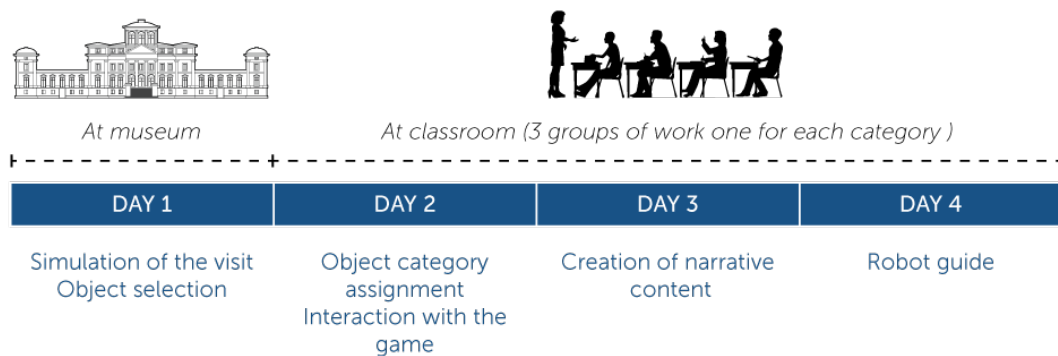 At museum
At classroom (3 groups of work one for each category )
DAY 1
DAY 2
DAY 3
DAY 4
Simulation of the visit
Object selection
Object category
assignment
Interaction with the
game
Creation of narrative
content
Robot guide